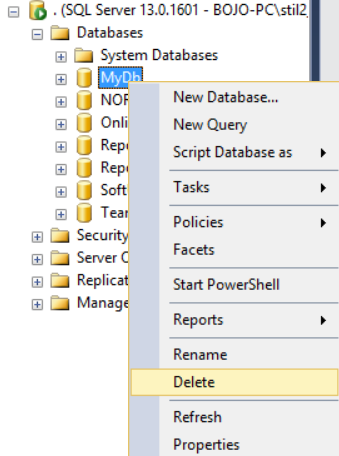 . (SQL Server 13.0.1601 - BOJO-PC\stil2
Databases
System Databases
MyDb
NOR
Onli
Repo
Repo
Soft
Tear
Security
Server O
Replicat
Manage
New Database...
New Query
Script Database as
Tasks
Policies
Facets
Start PowerShell
Reports
Rename
Delete
Refresh
Properties